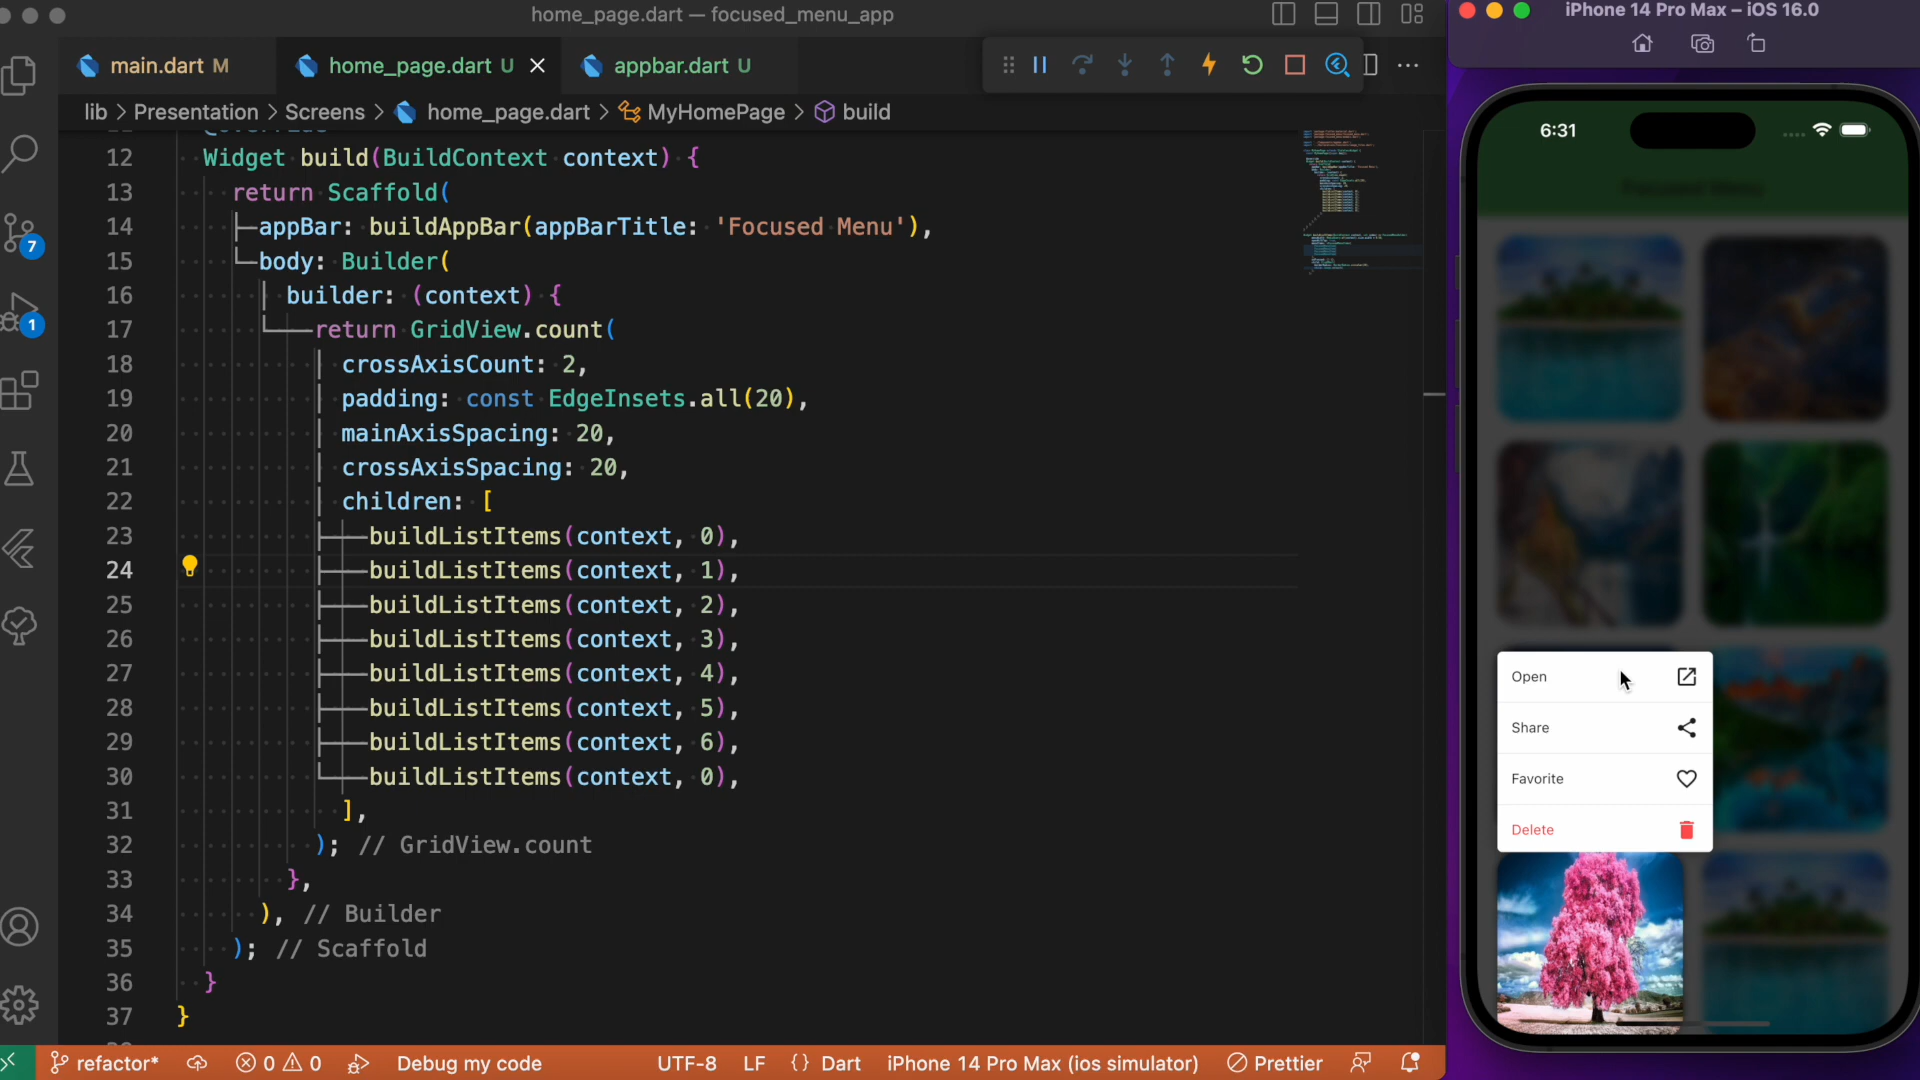 home_page.dart — focused_menu_app
main.dart M
home_page.dart U
appbar.dart U
lib > Presentation > Screens > home_page.dart > MyHomePage > build
12 Widget build(BuildContext context) {
13 return Scaffold(
14 appBar: buildAppBar(appBarTitle: 'Focused Menu'),
15 body: Builder(
16 builder: (context) {
17 return GridView.count(
18 crossAxisCount: 2,
19 padding: const EdgeInsets.all(20),
20 mainAxisSpacing: 20,
21 crossAxisSpacing: 20,
22 children: [
23 buildListItems(context, 0),
24 buildListItems(context, 1),
25 buildListItems(context, 2),
26 buildListItems(context, 3),
27 buildListItems(context, 4),
28 buildListItems(context, 5),
29 buildListItems(context, 6),
30 buildListItems(context, 0),
31 ],
32 ); // GridView.count
33 },
34 ), // Builder
35 ); // Scaffold
36 }
37 }
7
1
refactor* 0 0 Debug my code UTF-8 LF {} Dart iPhone 14 Pro Max (ios simulator) Prettier
iPhone 14 Pro Max – iOS 16.0
6:31
Focused Menu
Open
Share
Favorite
Delete